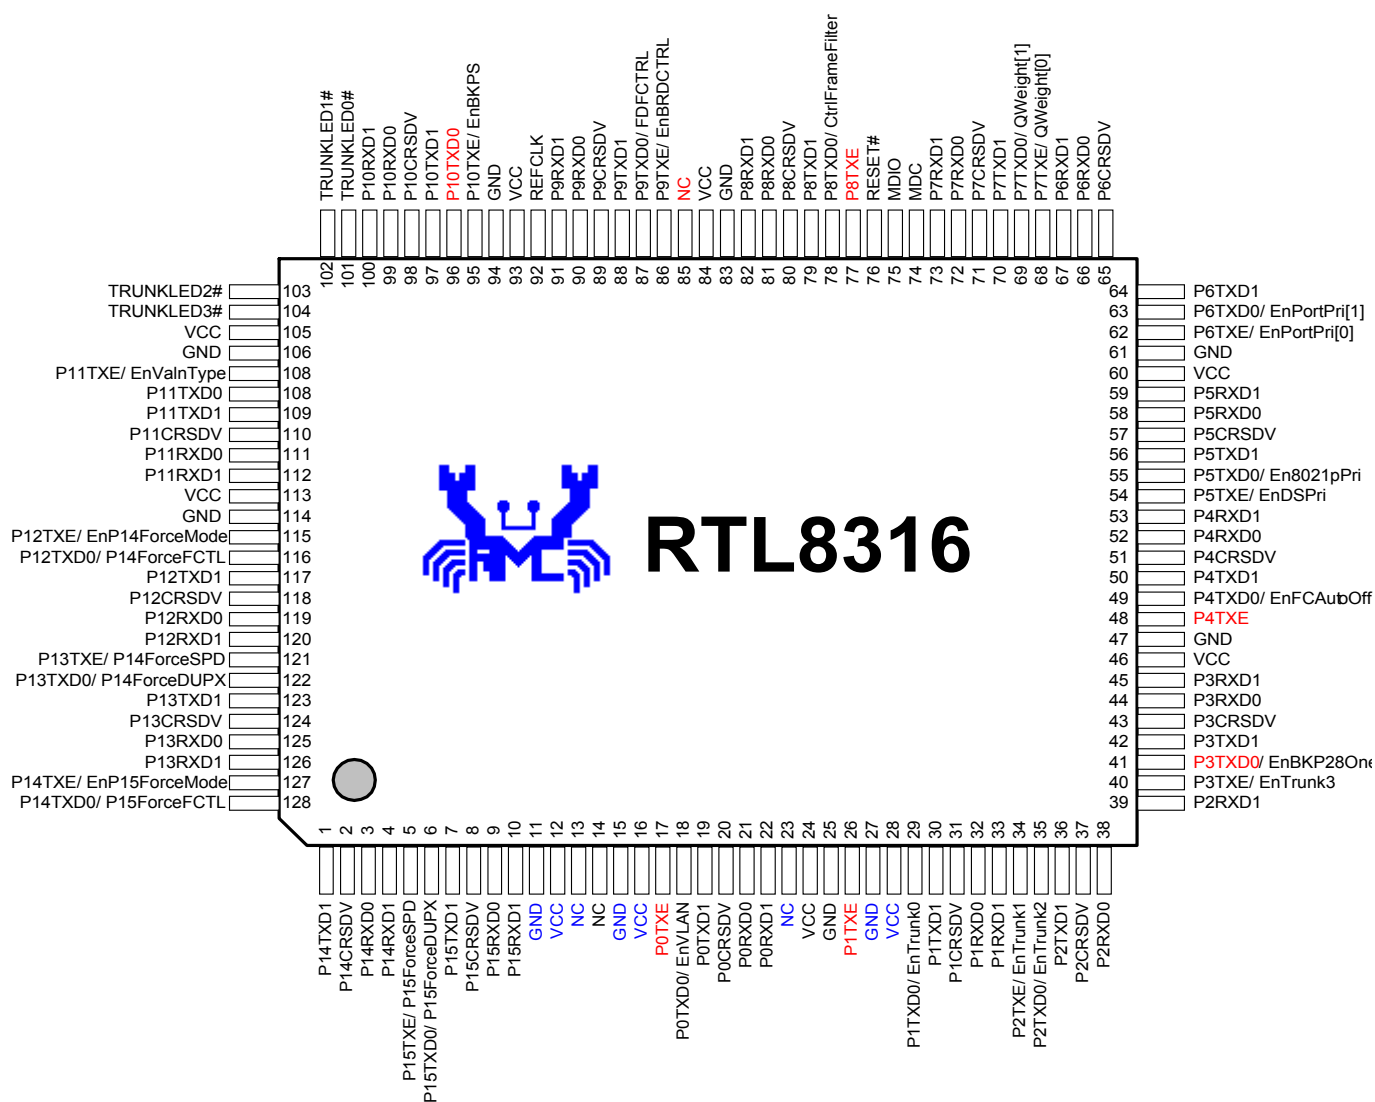 TRUNKLED1#
TRUNKLED0#
P10RXD1
P10RXD0
P10CRSDV
P10TXD1
P10TXD0
P10TXE/ EnBKPS
GND
VCC
REFCLK
P9RXD1
P9RXD0
P9CRSDV
P9TXD1
P9TXD0/ FDFCTRL
P9TXE/ EnBRDCTRL
NC
VCC
GND
P8RXD1
P8RXD0
P8CRSDV
P8TXD1
P8TXD0/ CtrlFrameFilter
P8TXE
RESET#
MDIO
MDC
P7RXD1
P7RXD0
P7CRSDV
P7TXD1
P7TXD0/ QWeight[1]
P7TXE/ QWeight[0]
P6RXD1
P6RXD0
P6CRSDV
102
101
100
99
98
97
96
95
94
93
92
91
90
89
88
87
86
85
84
83
82
81
80
79
78
77
76
75
74
73
72
71
70
69
68
67
66
65
TRUNKLED2# 103
TRUNKLED3# 104
VCC 105
GND 106
P11TXE/ EnValnType 108
P11TXD0 108
P11TXD1 109
P11CRSDV 110
P11RXD0 111
P11RXD1 112
VCC 113
GND 114
P12TXE/ EnP14ForceMode 115
P12TXD0/ P14ForceFCTL 116
P12TXD1 117
P12CRSDV 118
P12RXD0 119
P12RXD1 120
P13TXE/ P14ForceSPD 121
P13TXD0/ P14ForceDUPX 122
P13TXD1 123
P13CRSDV 124
P13RXD0 125
P13RXD1 126
P14TXE/ EnP15ForceMode 127
P14TXD0/ P15ForceFCTL 128
RTL8316
64 P6TXD1
63 P6TXD0/ EnPortPri[1]
62 P6TXE/ EnPortPri[0]
61 GND
60 VCC
59 P5RXD1
58 P5RXD0
57 P5CRSDV
56 P5TXD1
55 P5TXD0/ En8021pPri
54 P5TXE/ EnDSPri
53 P4RXD1
52 P4RXD0
51 P4CRSDV
50 P4TXD1
49 P4TXD0/ EnFCAutoOff
48 P4TXE
47 GND
46 VCC
45 P3RXD1
44 P3RXD0
43 P3CRSDV
42 P3TXD1
41 P3TXD0/ EnBKP28One
40 P3TXE/ EnTrunk3
39 P2RXD1
1
2
3
4
5
6
7
8
9
10
11
12
13
14
15
16
17
18
19
20
21
22
23
24
25
26
27
28
29
30
31
32
33
34
35
36
37
38
P14TXD1
P14CRSDV
P14RXD0
P14RXD1
P15TXE/ P15ForceSPD
P15TXD0/ P15ForceDUPX
P15TXD1
P15CRSDV
P15RXD0
P15RXD1
GND
VCC
NC
NC
GND
VCC
P0TXE
P0TXD0/ EnVLAN
P0TXD1
P0CRSDV
P0RXD0
P0RXD1
NC
VCC
GND
P1TXE
GND
VCC
P1TXD0/ EnTrunk0
P1TXD1
P1CRSDV
P1RXD0
P1RXD1
P2TXE/ EnTrunk1
P2TXD0/ EnTrunk2
P2TXD1
P2CRSDV
P2RXD0